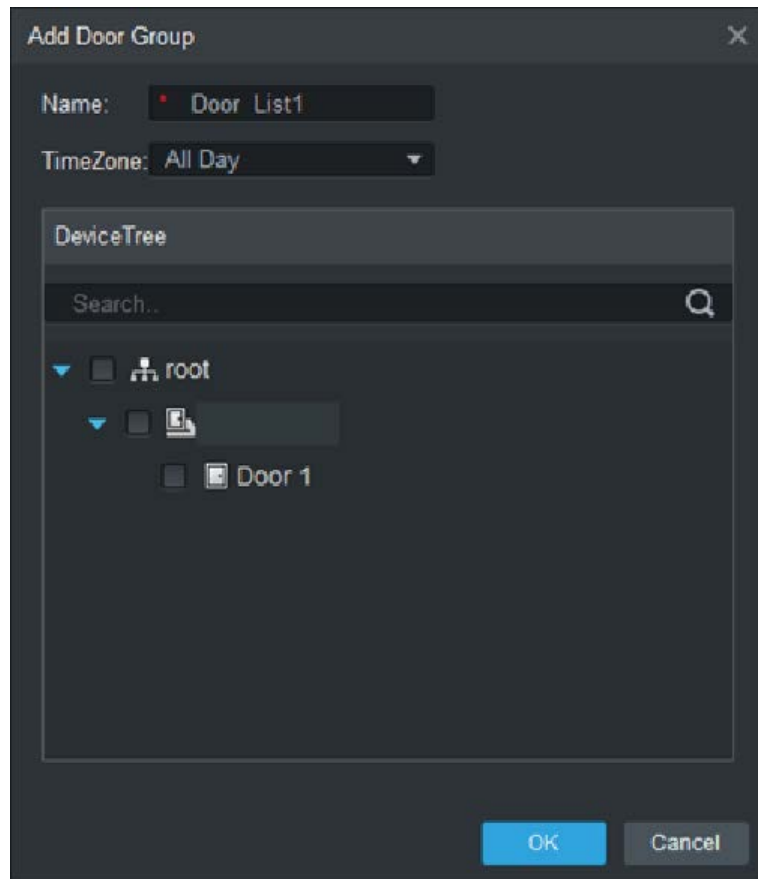 Add Door Group
Name: * Door List1
TimeZone: All Day
DeviceTree
Search..
root
Door 1
OK Cancel